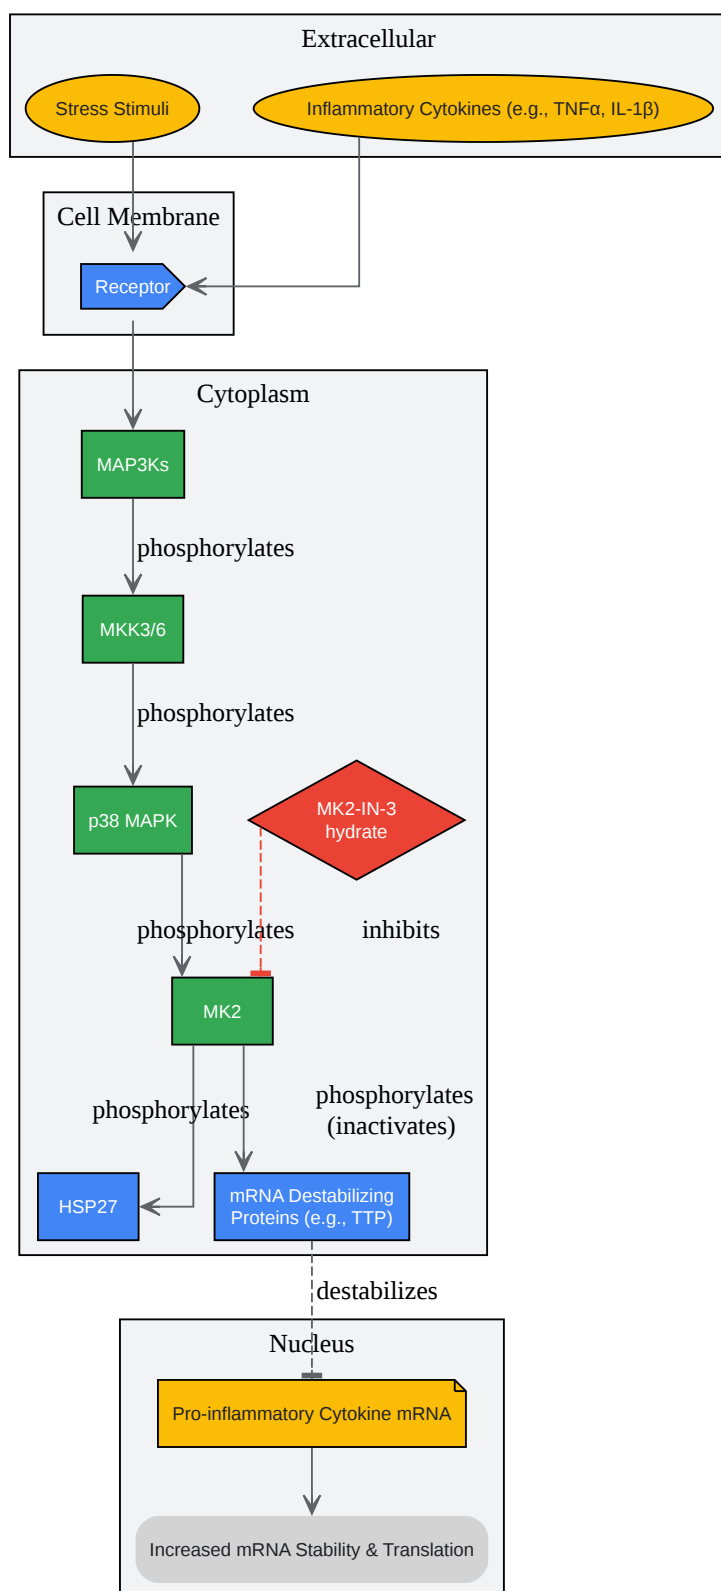 Extracellular
Stress Stimuli
Inflammatory Cytokines (e.g., TNFα, IL-1β)
Cell Membrane
Receptor
Cytoplasm
MAP3Ks
phosphorylates
MKK3/6
phosphorylates
p38 MAPK
MK2-IN-3
hydrate
phosphorylates
inhibits
MK2
phosphorylates
phosphorylates
(inactivates)
HSP27
mRNA Destabilizing
Proteins (e.g., TTP)
destabilizes
Nucleus
Pro-inflammatory Cytokine mRNA
Increased mRNA Stability & Translation